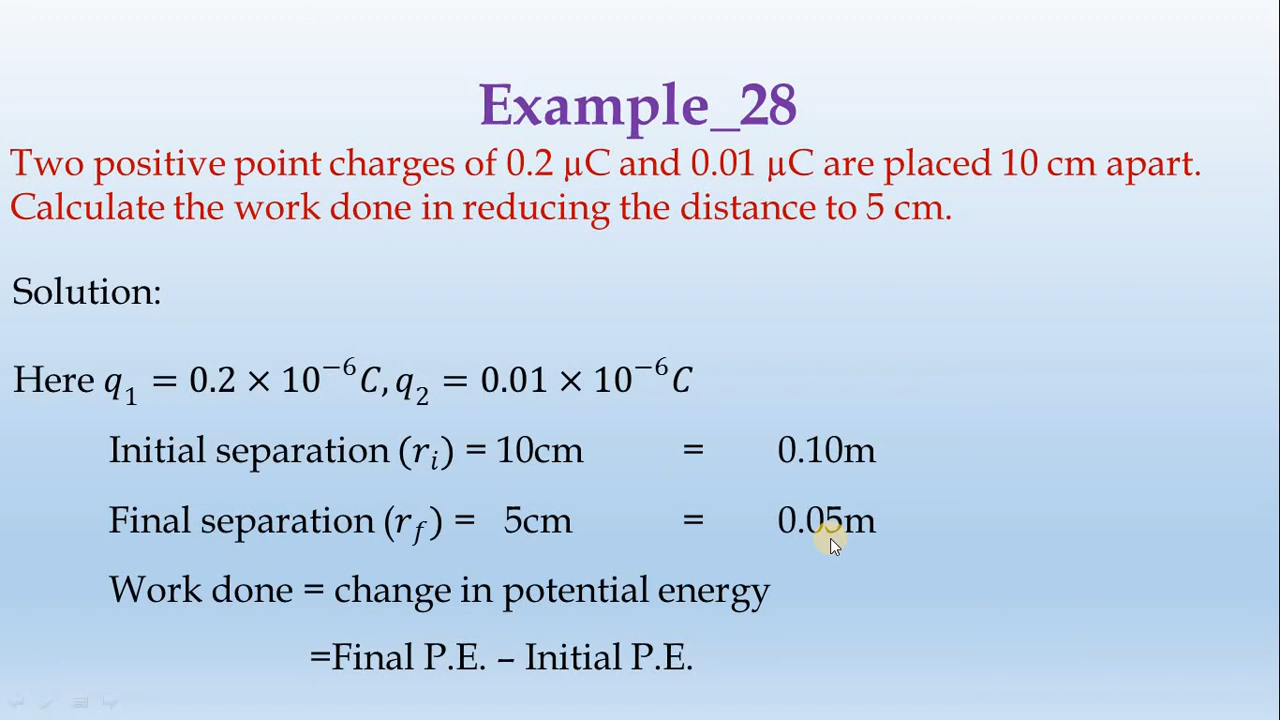 Example_28
Two positive point charges of 0.2 µC and 0.01 µC are placed 10 cm apart.
Calculate the work done in reducing the distance to 5 cm.
Solution:
Here q₁ = 0.2 × 10⁻⁶C, q₂ = 0.01 × 10⁻⁶C
Initial separation (rᵢ) = 10cm = 0.10m
Final separation (r_f) = 5cm = 0.05m
Work done = change in potential energy
=Final P.E. – Initial P.E.